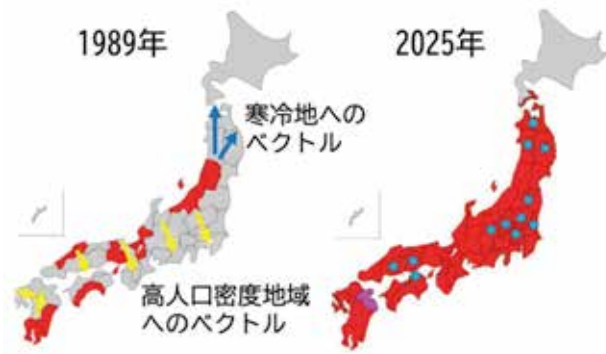 1989年
2025年
寒冷地への
ベクトル
高人口密度地域
へのベクトル